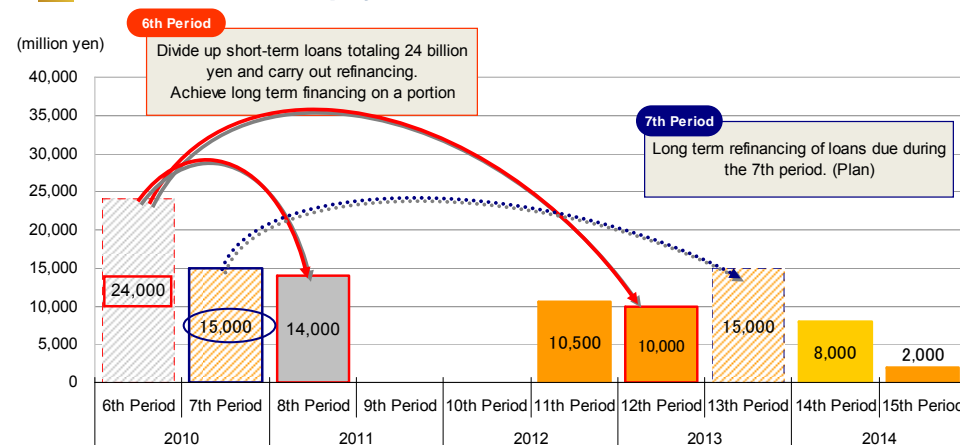 6th Period
(million yen)
Divide up short-term loans totaling 24 billion
yen and carry out refinancing.
Achieve long term financing on a portion
7th Period
Long term refinancing of loans due during
the 7th period. (Plan)
40,000
35,000
30,000
25,000
20,000
15,000
10,000
5,000
0
24,000
15,000
14,000
10,500
10,000
15,000
8,000
2,000
6th Period 7th Period 8th Period 9th Period 10th Period 11th Period 12th Period 13th Period 14th Period 15th Period
2010 2011 2012 2013 2014